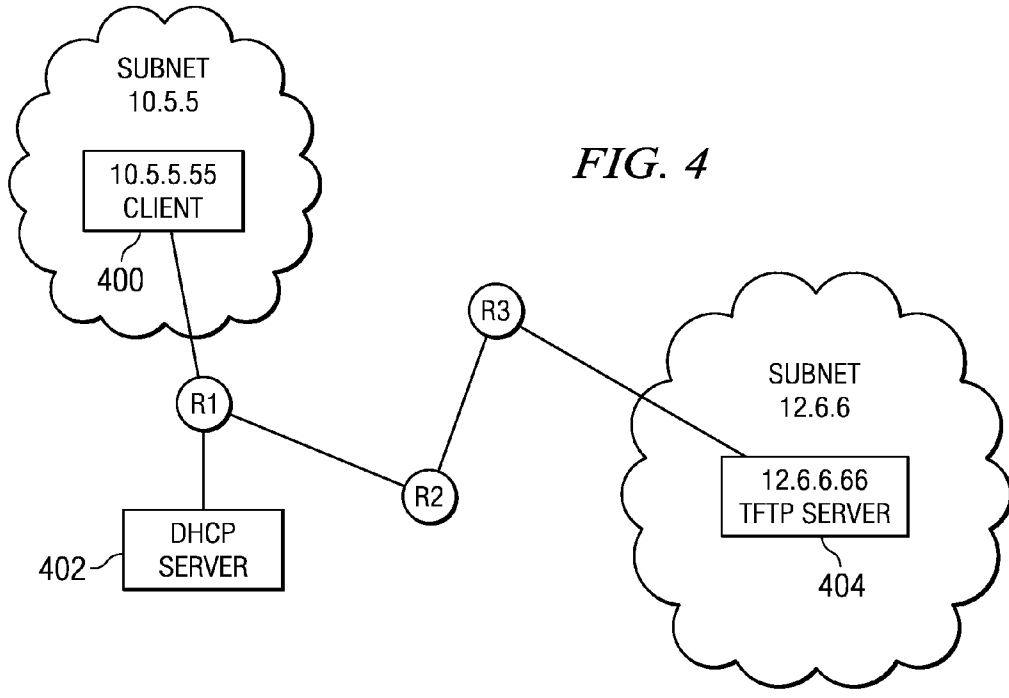 SUBNET
10.5.5
10.5.5.55
CLIENT
400
FIG. 4
R3
R1
R2
SUBNET
12.6.6
12.6.6.66
TFTP SERVER
404
DHCP
SERVER
402